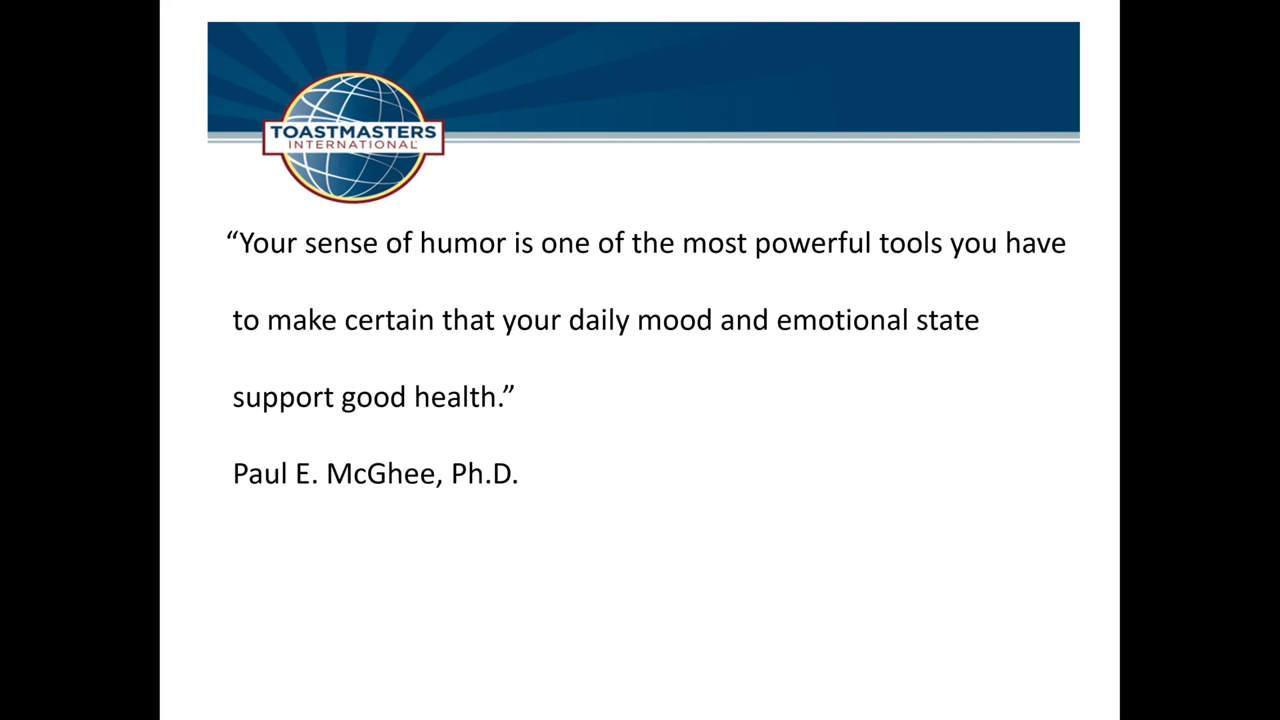 TOASTMASTERS
INTERNATIONAL
“Your sense of humor is one of the most powerful tools you have
to make certain that your daily mood and emotional state
support good health.”
Paul E. McGhee, Ph.D.